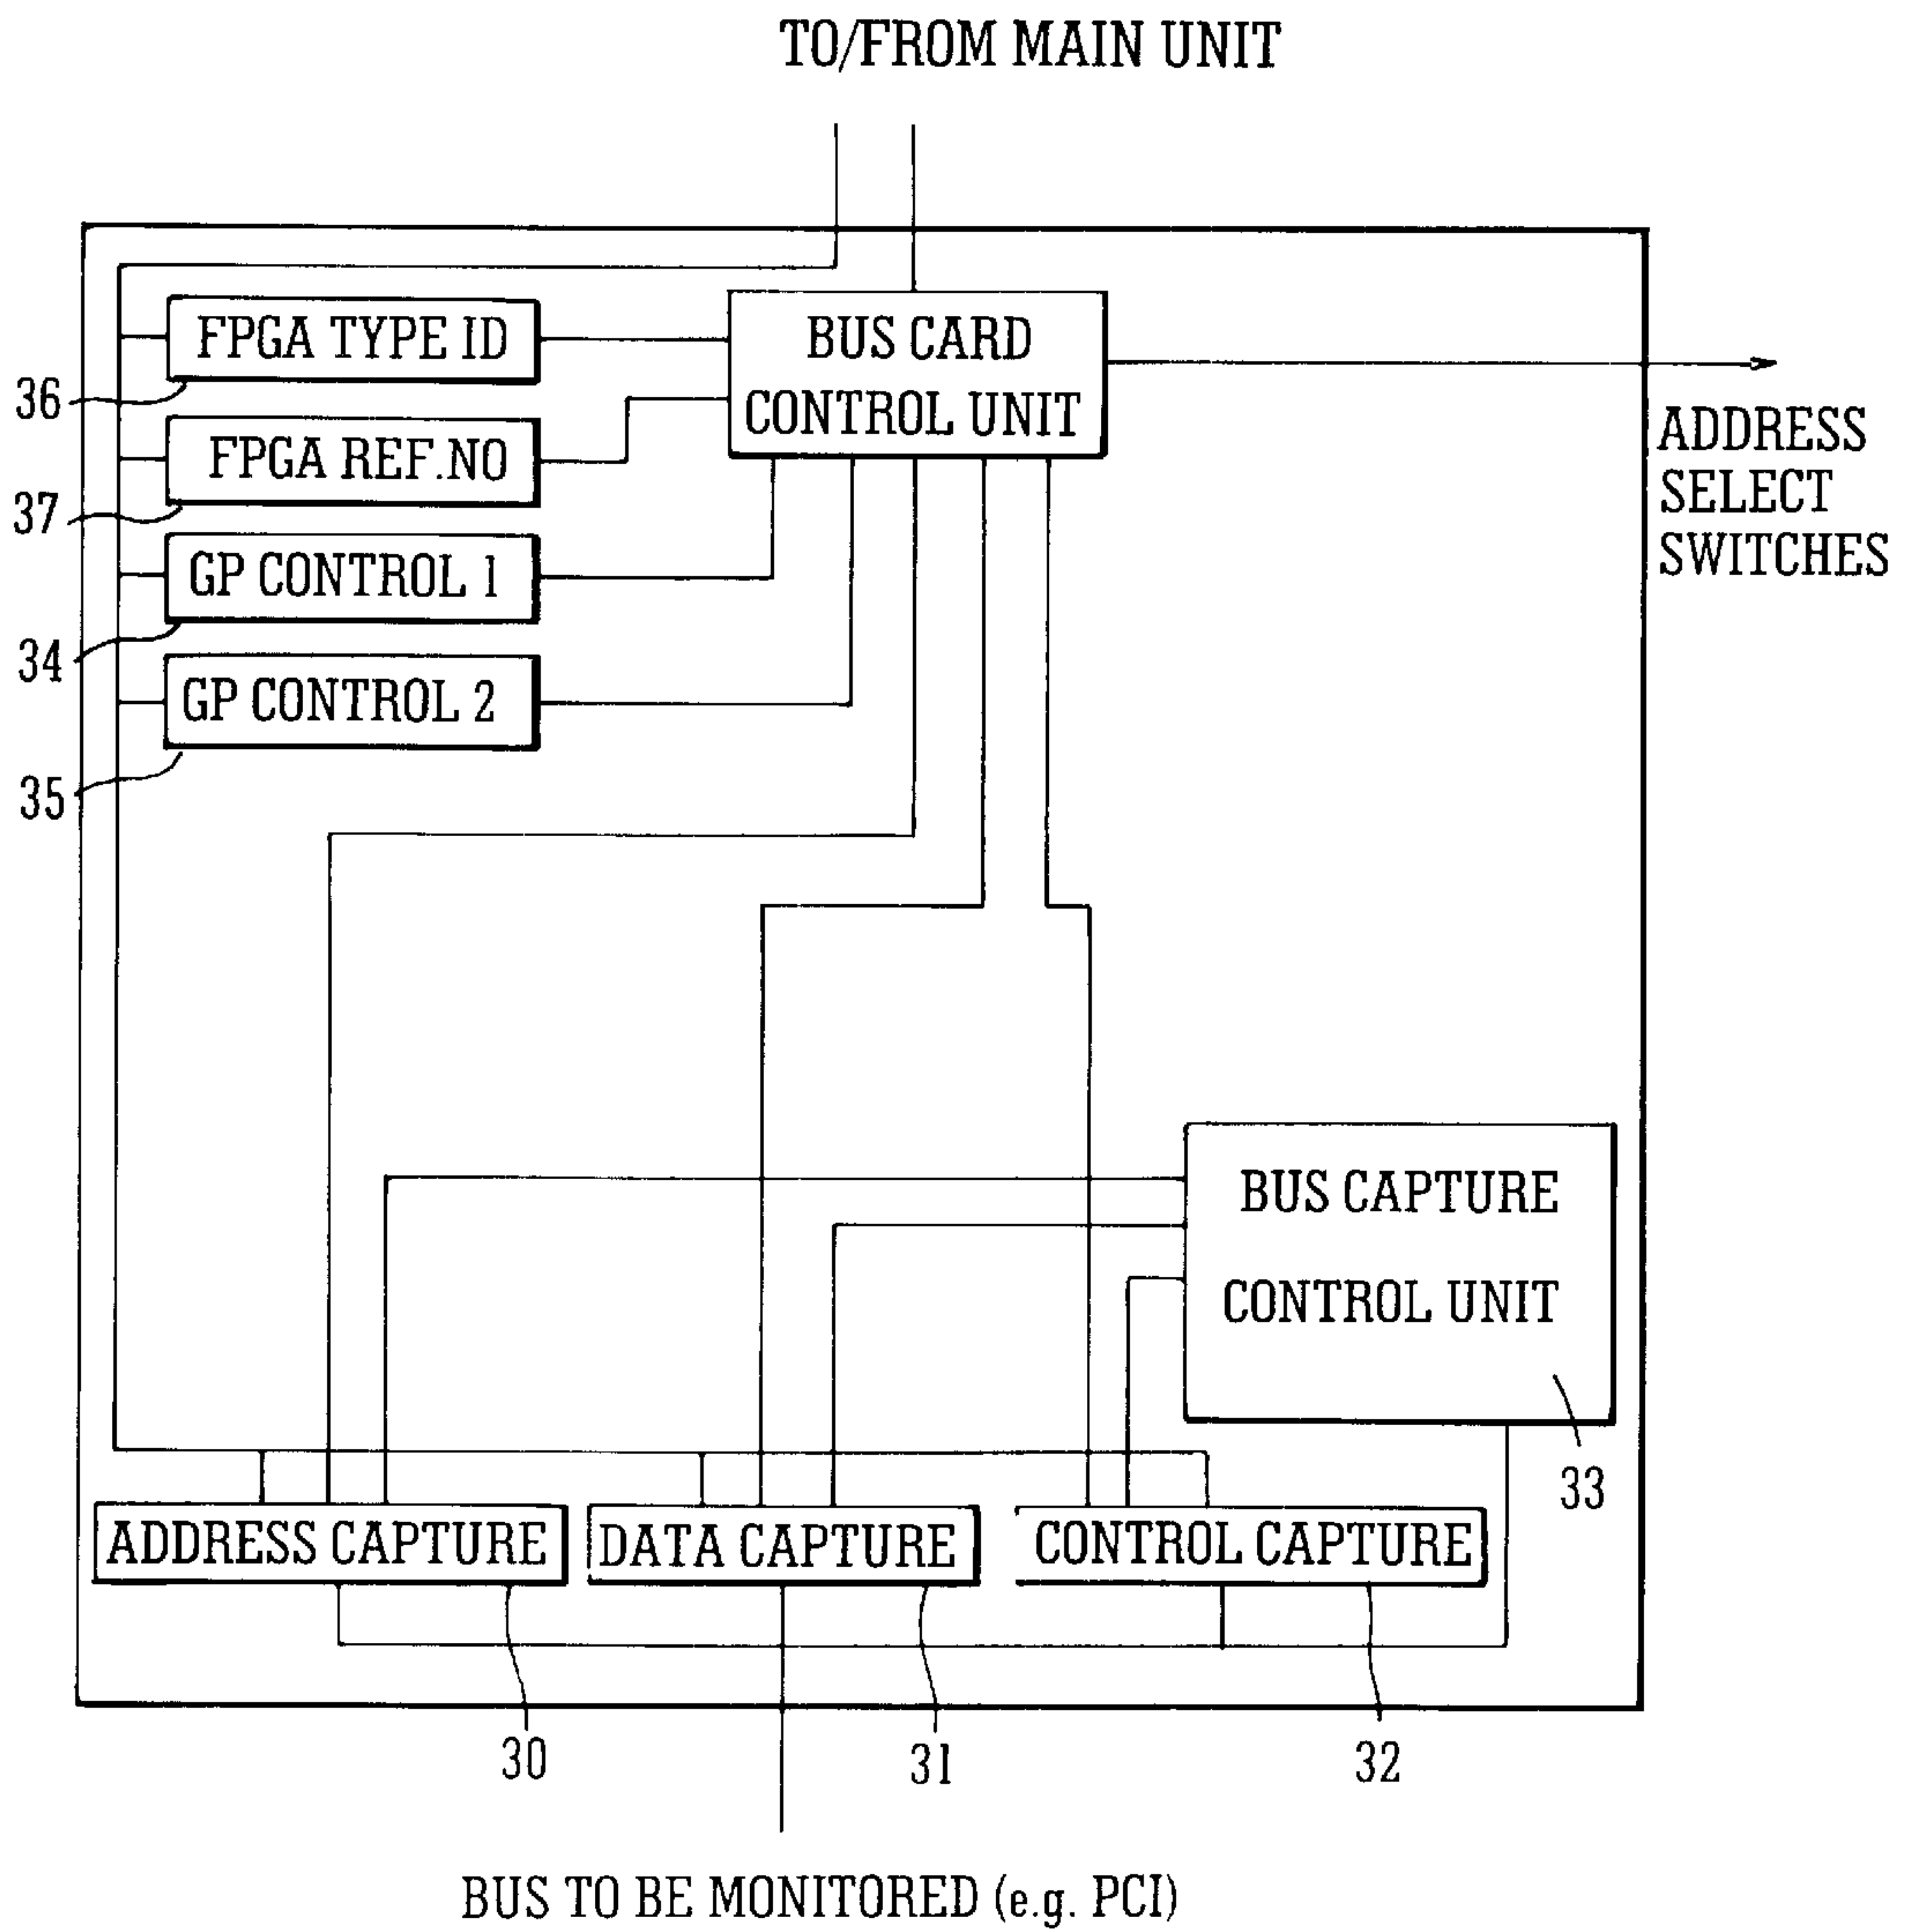 TO/FROM MAIN UNIT
FPGA TYPE ID
BUS CARD
CONTROL UNIT
36
FPGA REF.NO
ADDRESS
SELECT
SWITCHES
37
GP CONTROL 1
34
GP CONTROL 2
35
BUS CAPTURE
CONTROL UNIT
33
ADDRESS CAPTURE
DATA CAPTURE
CONTROL CAPTURE
30
31
32
BUS TO BE MONITORED (e.g. PCI)